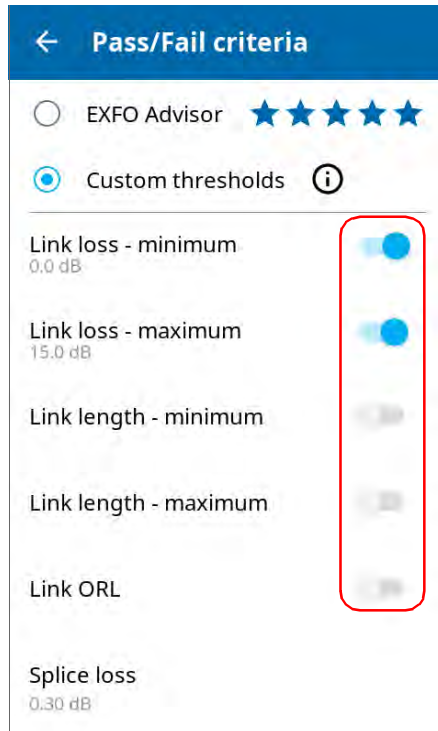 Pass/Fail criteria
EXFO Advisor
Custom thresholds
Link loss - minimum
0.0 dB
Link loss - maximum
15.0 dB
Link length - minimum
Link length - maximum
Link ORL
Splice loss
0.30 dB